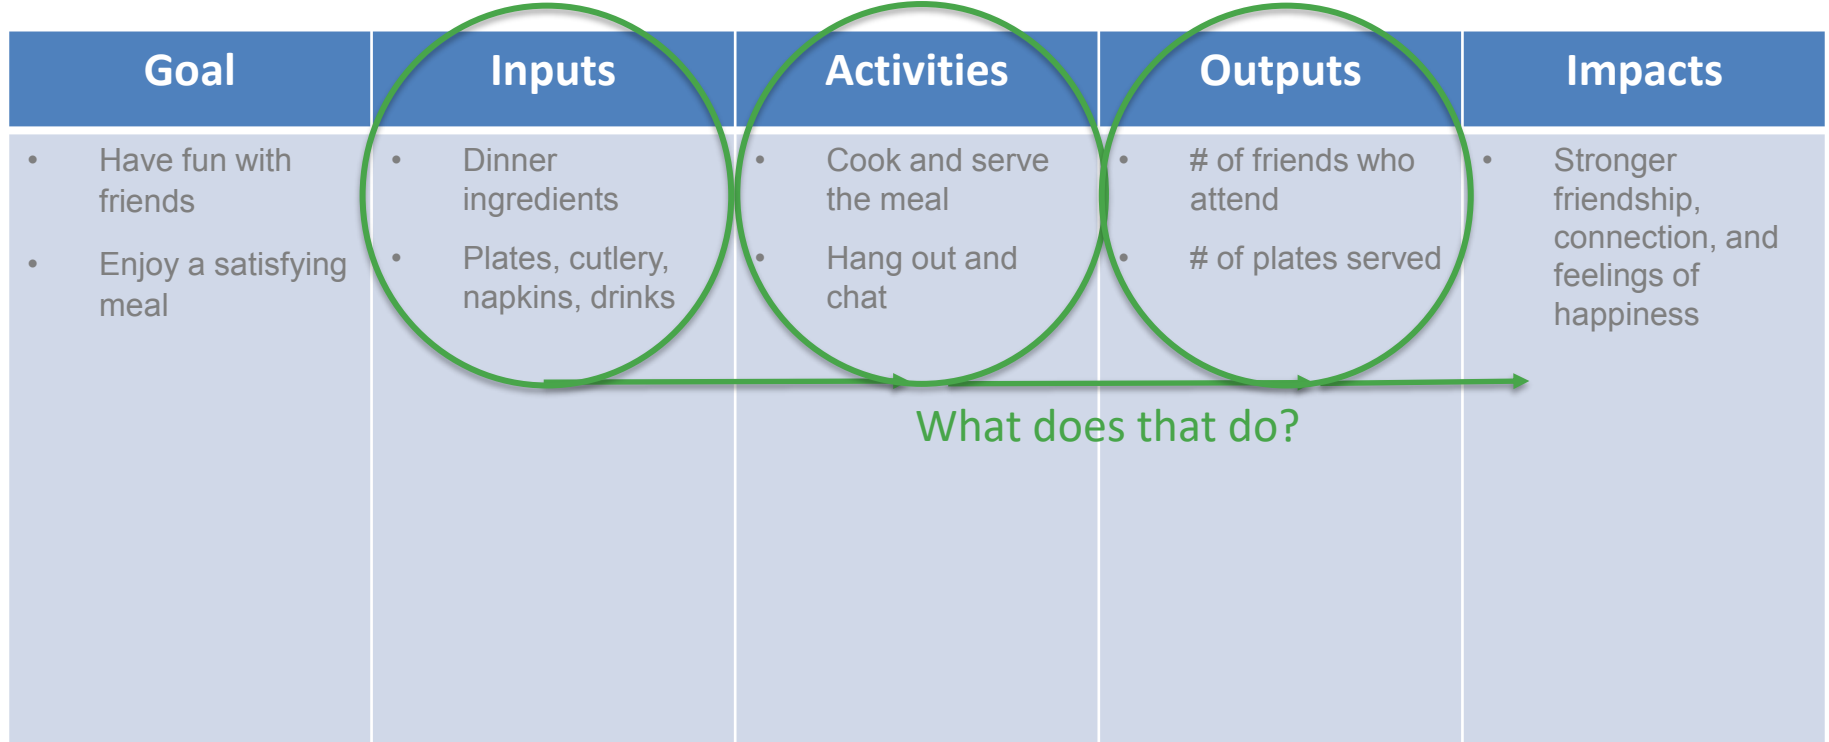 Goal
Inputs
Activities
Outputs
Impacts
• Have fun with
friends
• Enjoy a satisfying
meal
• Dinner
ingredients
• Plates, cutlery,
napkins, drinks
• Cook and serve
the meal
• Hang out and
chat
• # of friends who
attend
• # of plates served
• Stronger
friendship,
connection, and
feelings of
happiness
What does that do?